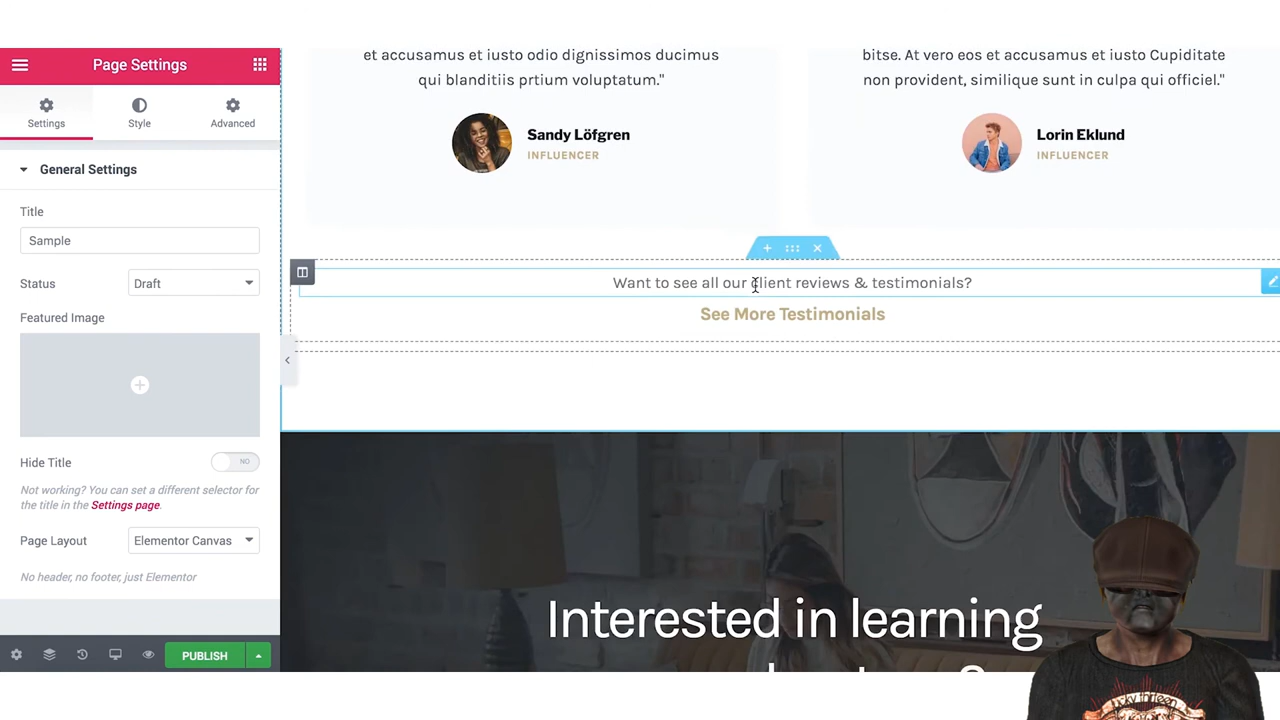 Page Settings
Settings
Style
Advanced
General Settings
Title
Sample
Status
Draft
Featured Image
Hide Title
NO
Not working? You can set a different selector for
the title in the Settings page.
Page Layout
Elementor Canvas
No header, no footer, just Elementor
PUBLISH
et accusamus et iusto odio dignissimos ducimus
qui blanditiis prtium voluptatum."
Sandy Löfgren
INFLUENCER
bitse. At vero eos et accusamus et iusto Cupiditate
non provident, similique sunt in culpa qui officiel."
Lorin Eklund
INFLUENCER
Want to see all our client reviews & testimonials?
See More Testimonials
Interested in learning